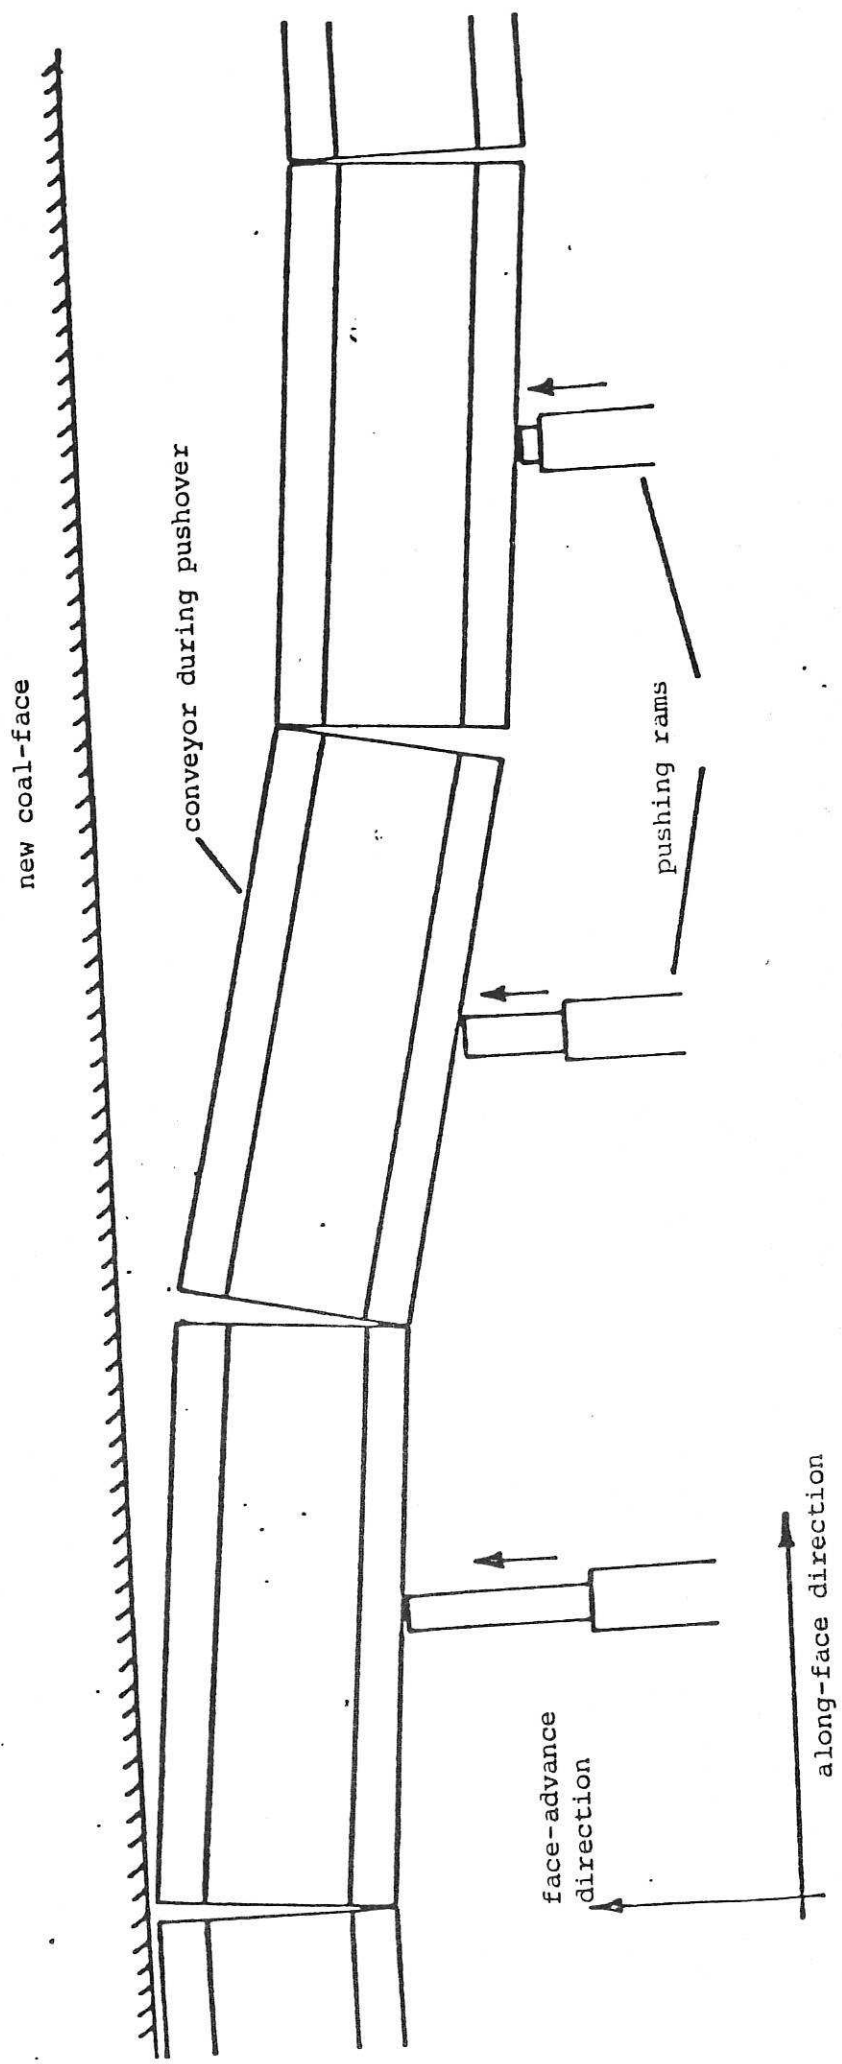 new coal-face
conveyor during pushover
pushing rams
face-advance
direction
along-face direction